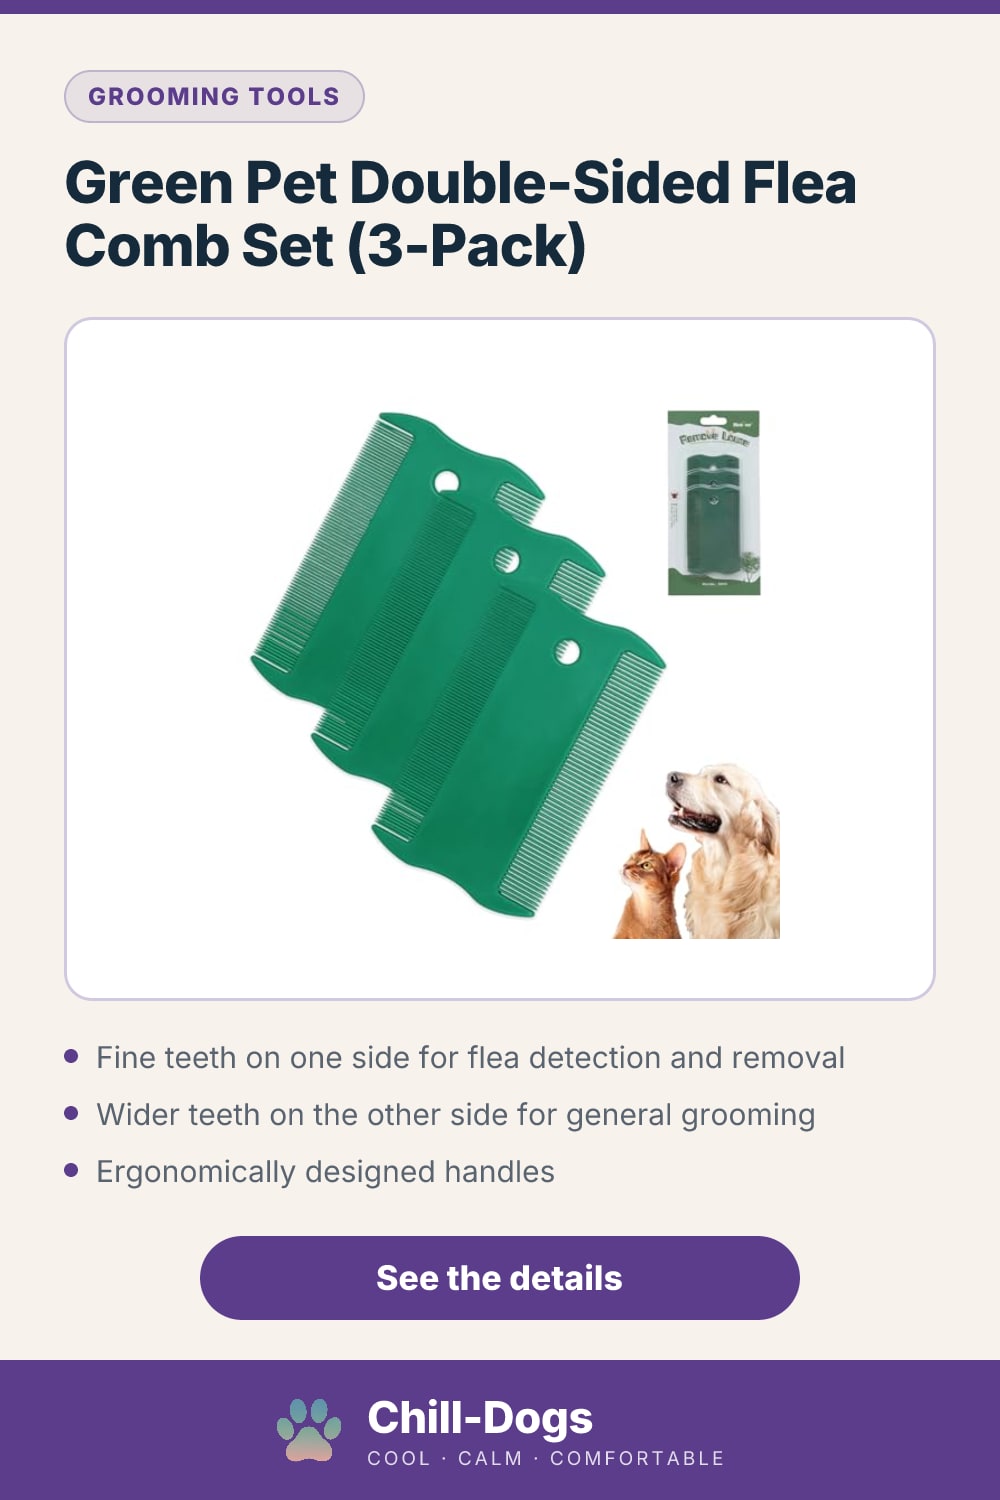 GROOMING TOOLS
Green Pet Double-Sided Flea
Comb Set (3-Pack)
Remove Louse
Fine teeth on one side for flea detection and removal
Wider teeth on the other side for general grooming
Ergonomically designed handles
See the details
Chill-Dogs
COOL · CALM · COMFORTABLE